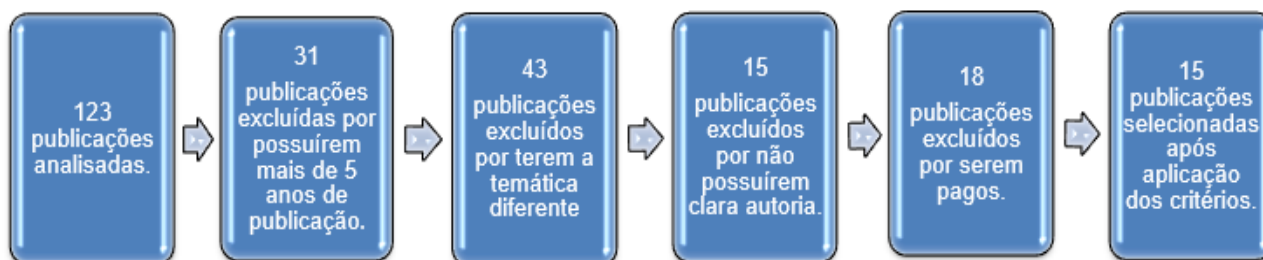 123
publicações
analisadas.
31
publicações
excluídas por
possuírem
mais de 5
anos de
publicação.
43
publicações
excluídos
por terem a
temática
diferente
15
publicações
excluídos
por não
possuírem
clara autoria.
18
publicações
excluídos
por serem
pagos.
15
publicações
selecionadas
após
aplicação
dos critérios.